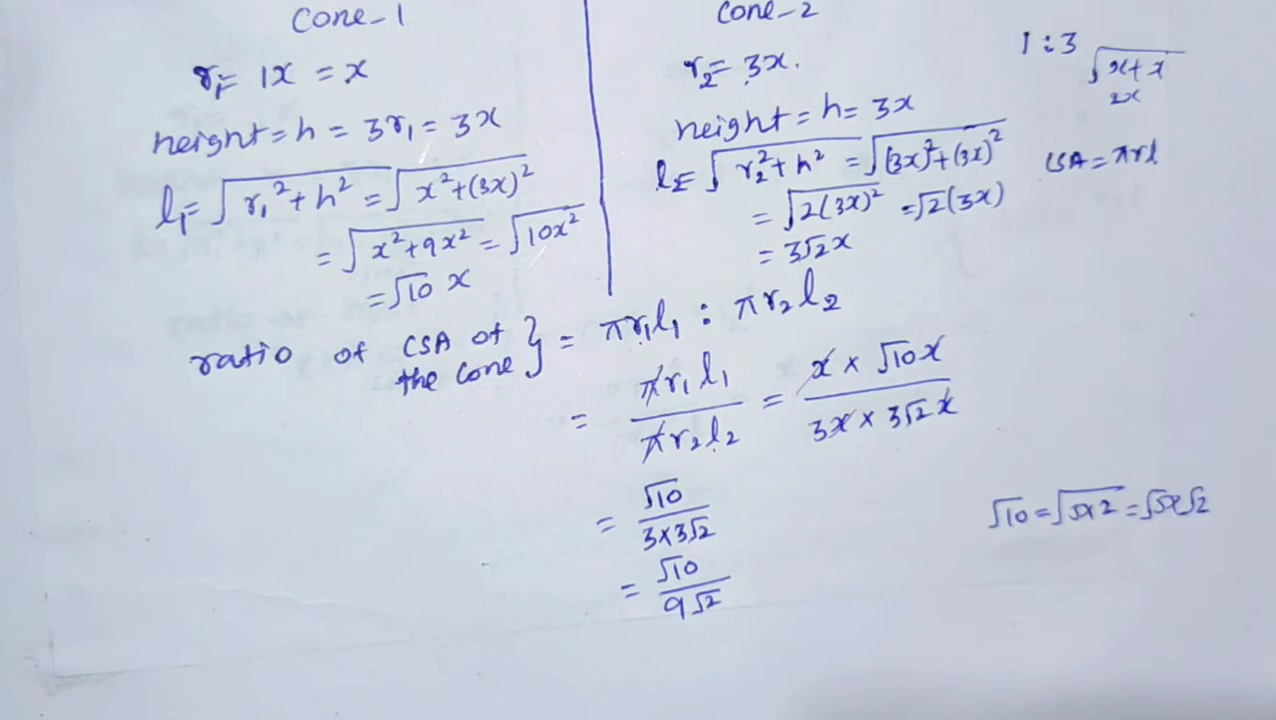 Cone-1
r₁ = 1x = x
height = h = 3r₁ = 3x
l₁ = √(r₁² + h²) = √(x² + (3x)²)
= √(x² + 9x²) = √(10x²)
= √10 x
Cone-2
r₂ = 3x.
height = h = 3x
l₂ = √(r₂² + h²) = √((3x)² + (3x)²)
= √(2(3x)²) = √2(3x)
= 3√2x
1 : 3
√(x + x)
2x
CSA = πrl
ratio of CSA of the cone } = πr₁l₁ : πr₂l₂
= πr₁l₁ / πr₂l₂ = x × √10x / 3x × 3√2x
= √10 / 3×3√2
= √10 / 9√2
√10 = √(5×2) = √5×√2